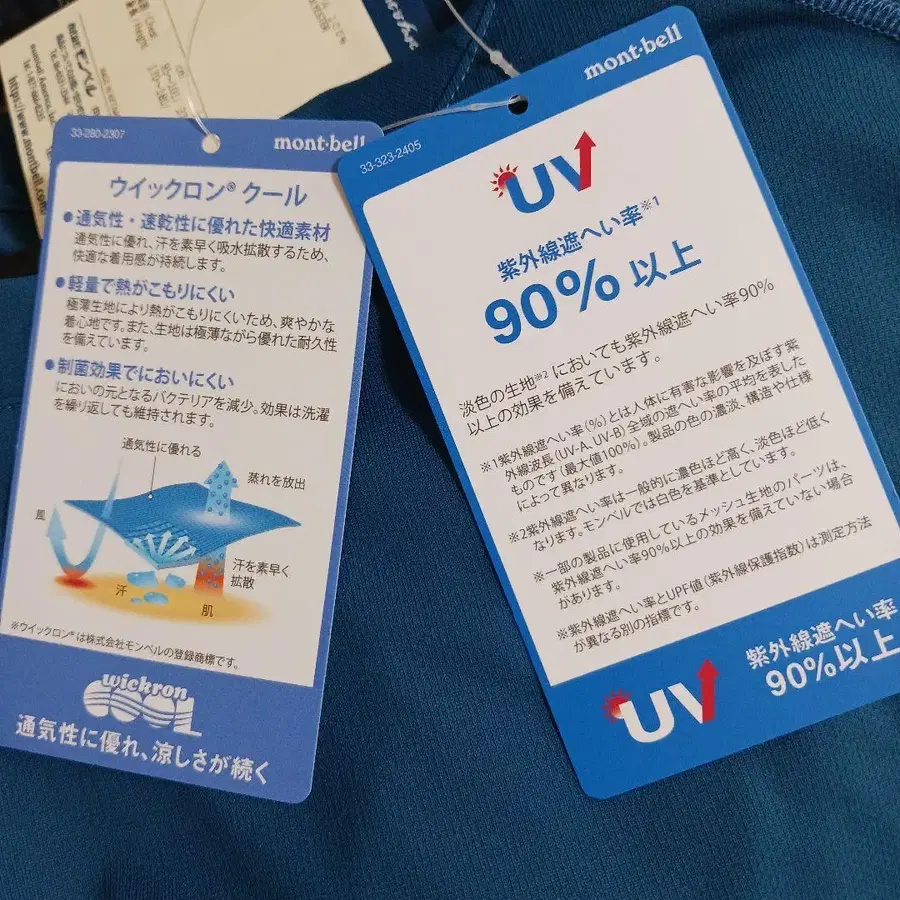 モンベル
33-280-2307
mont-bell
ウイックロン® クール
●通気性・速乾性に優れた快適素材
通気性に優れ、汗を素早く吸水拡散するため、
快適な着用感が持続します。
●軽量で熱がこもりにくい
極薄生地により熱がこもりにくいため、爽やかな
着心地です。また、生地は極薄ながら優れた耐久性
を備えています。
●制菌効果でにおいにくい
においの元となるバクテリアを減少。効果は洗濯
を繰り返しても維持されます。
通気性に優れる
蒸れを放出
風
汗を素早く
拡散
汗
肌
※ウイックロン®は株式会社モンベルの登録商標です。
wickron
COOL
通気性に優れ、涼しさが続く
mont-bell
33-323-2405
UV
紫外線遮へい率※1
90% 以上
淡色の生地※2においても紫外線遮へい率90%
以上の効果を備えています。
※1紫外線遮へい率(%)とは人体に有害な影響を及ぼす紫
外線波長(UV-A、UV-B)全域の遮へい率の平均を表した
ものです(最大値100%)。製品の色の濃淡、構造や仕様
によって異なります。
※2紫外線遮へい率は一般的に濃色ほど高く、淡色ほど低く
なります。モンベルでは白色を基準としています。
※一部の製品に使用しているメッシュ生地のパーツは、
紫外線遮へい率90%以上の効果を備えていない場合
があります。
※紫外線遮へい率とUPF値(紫外線保護指数)は測定方法
が異なる別の指標です。
UV
紫外線遮へい率
90%以上